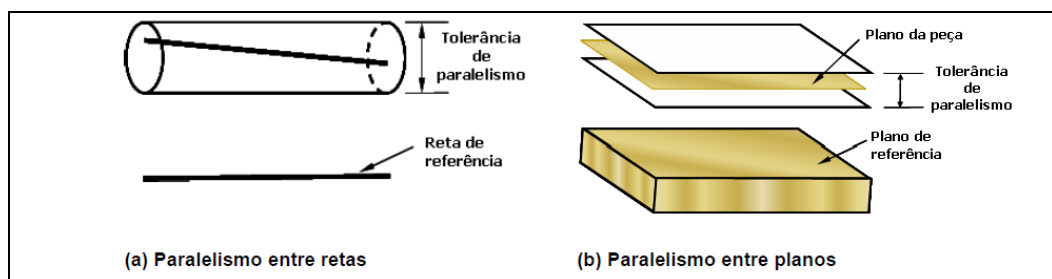 Tolerância
de
paralelismo
Reta de
referência
(a) Paralelismo entre retas
Plano da peça
Tolerância
de
paralelismo
Plano de
referência
(b) Paralelismo entre planos